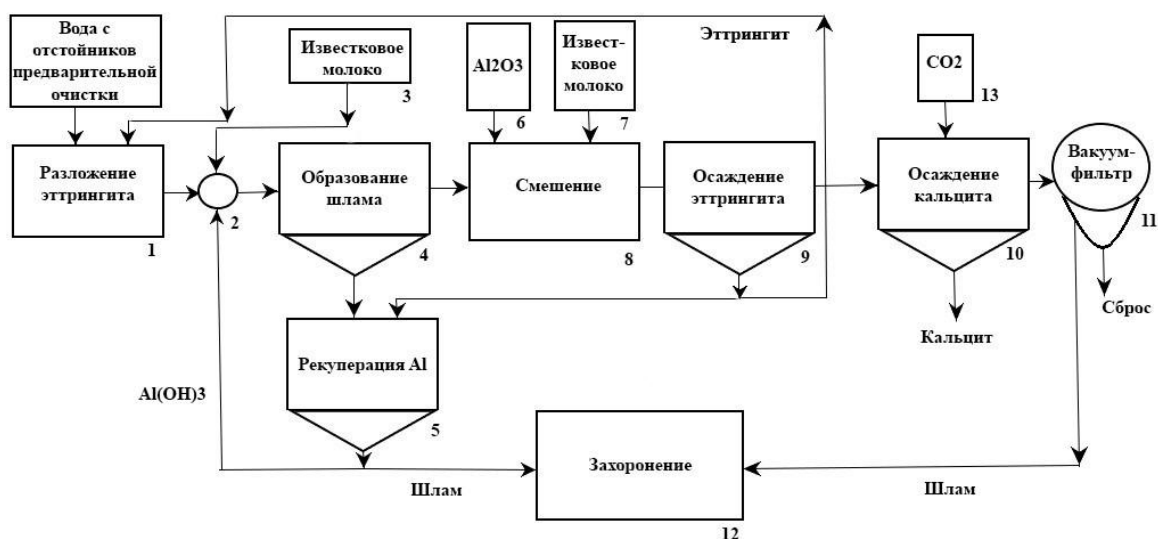 Вода с
отстойников
предварительной
очистки
Известковое
молоко
3
Al2O3
6
Извест-
ковое
молоко
7
Эттрингит
CO2
13
Разложение
эттрингита
1
2
Образование
шлама
4
Смешение
8
Осаждение
эттрингита
9
Осаждение
кальцита
10
Вакуум-
фильтр
11
Сброс
Кальцит
Рекуперация Al
5
Al(OH)3
Шлам
Захоронение
12
Шлам